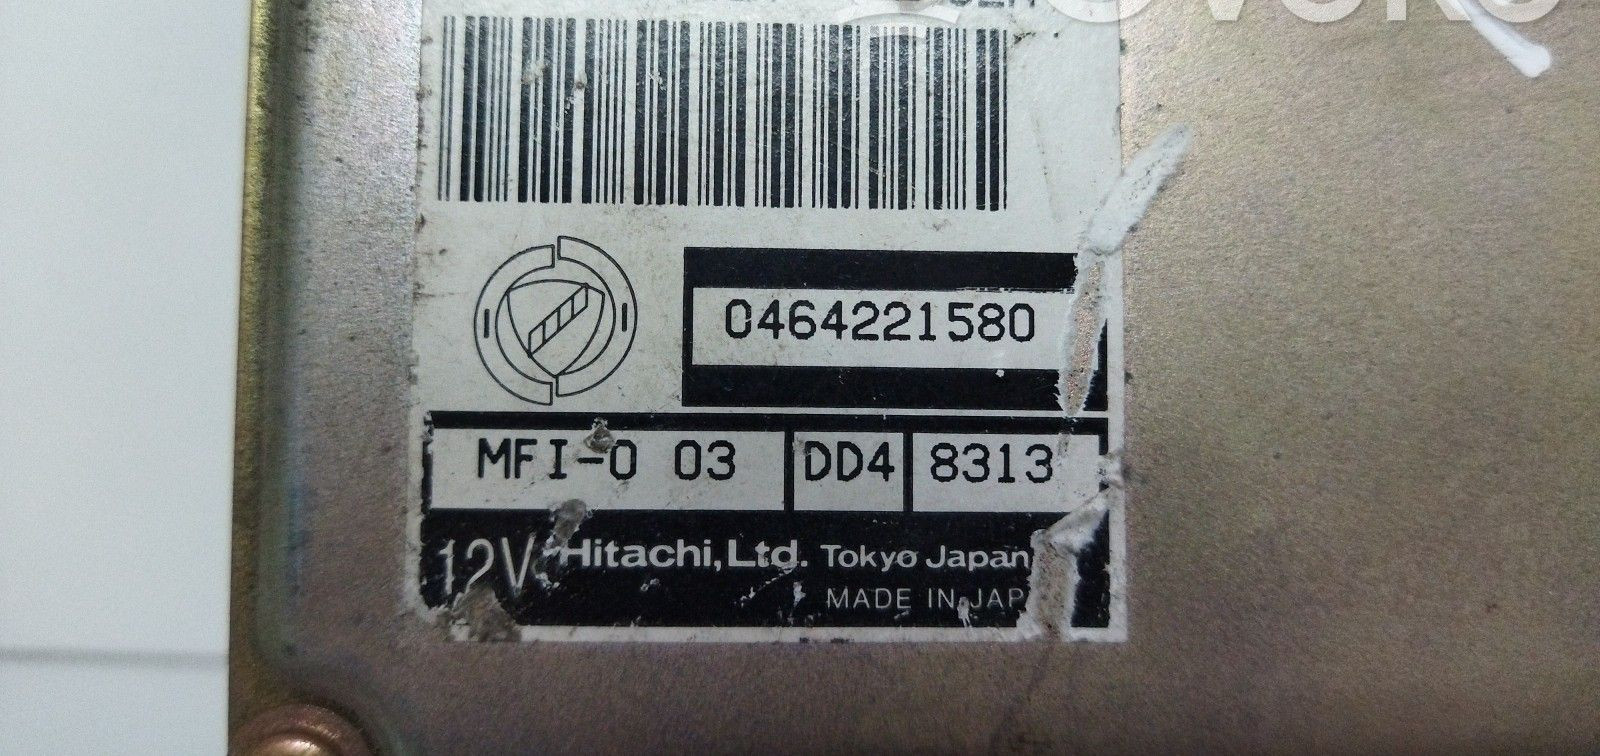 0464221580
MFI-0 03 DD4 8313
12V Hitachi, Ltd. Tokyo Japan
MADE IN JAP